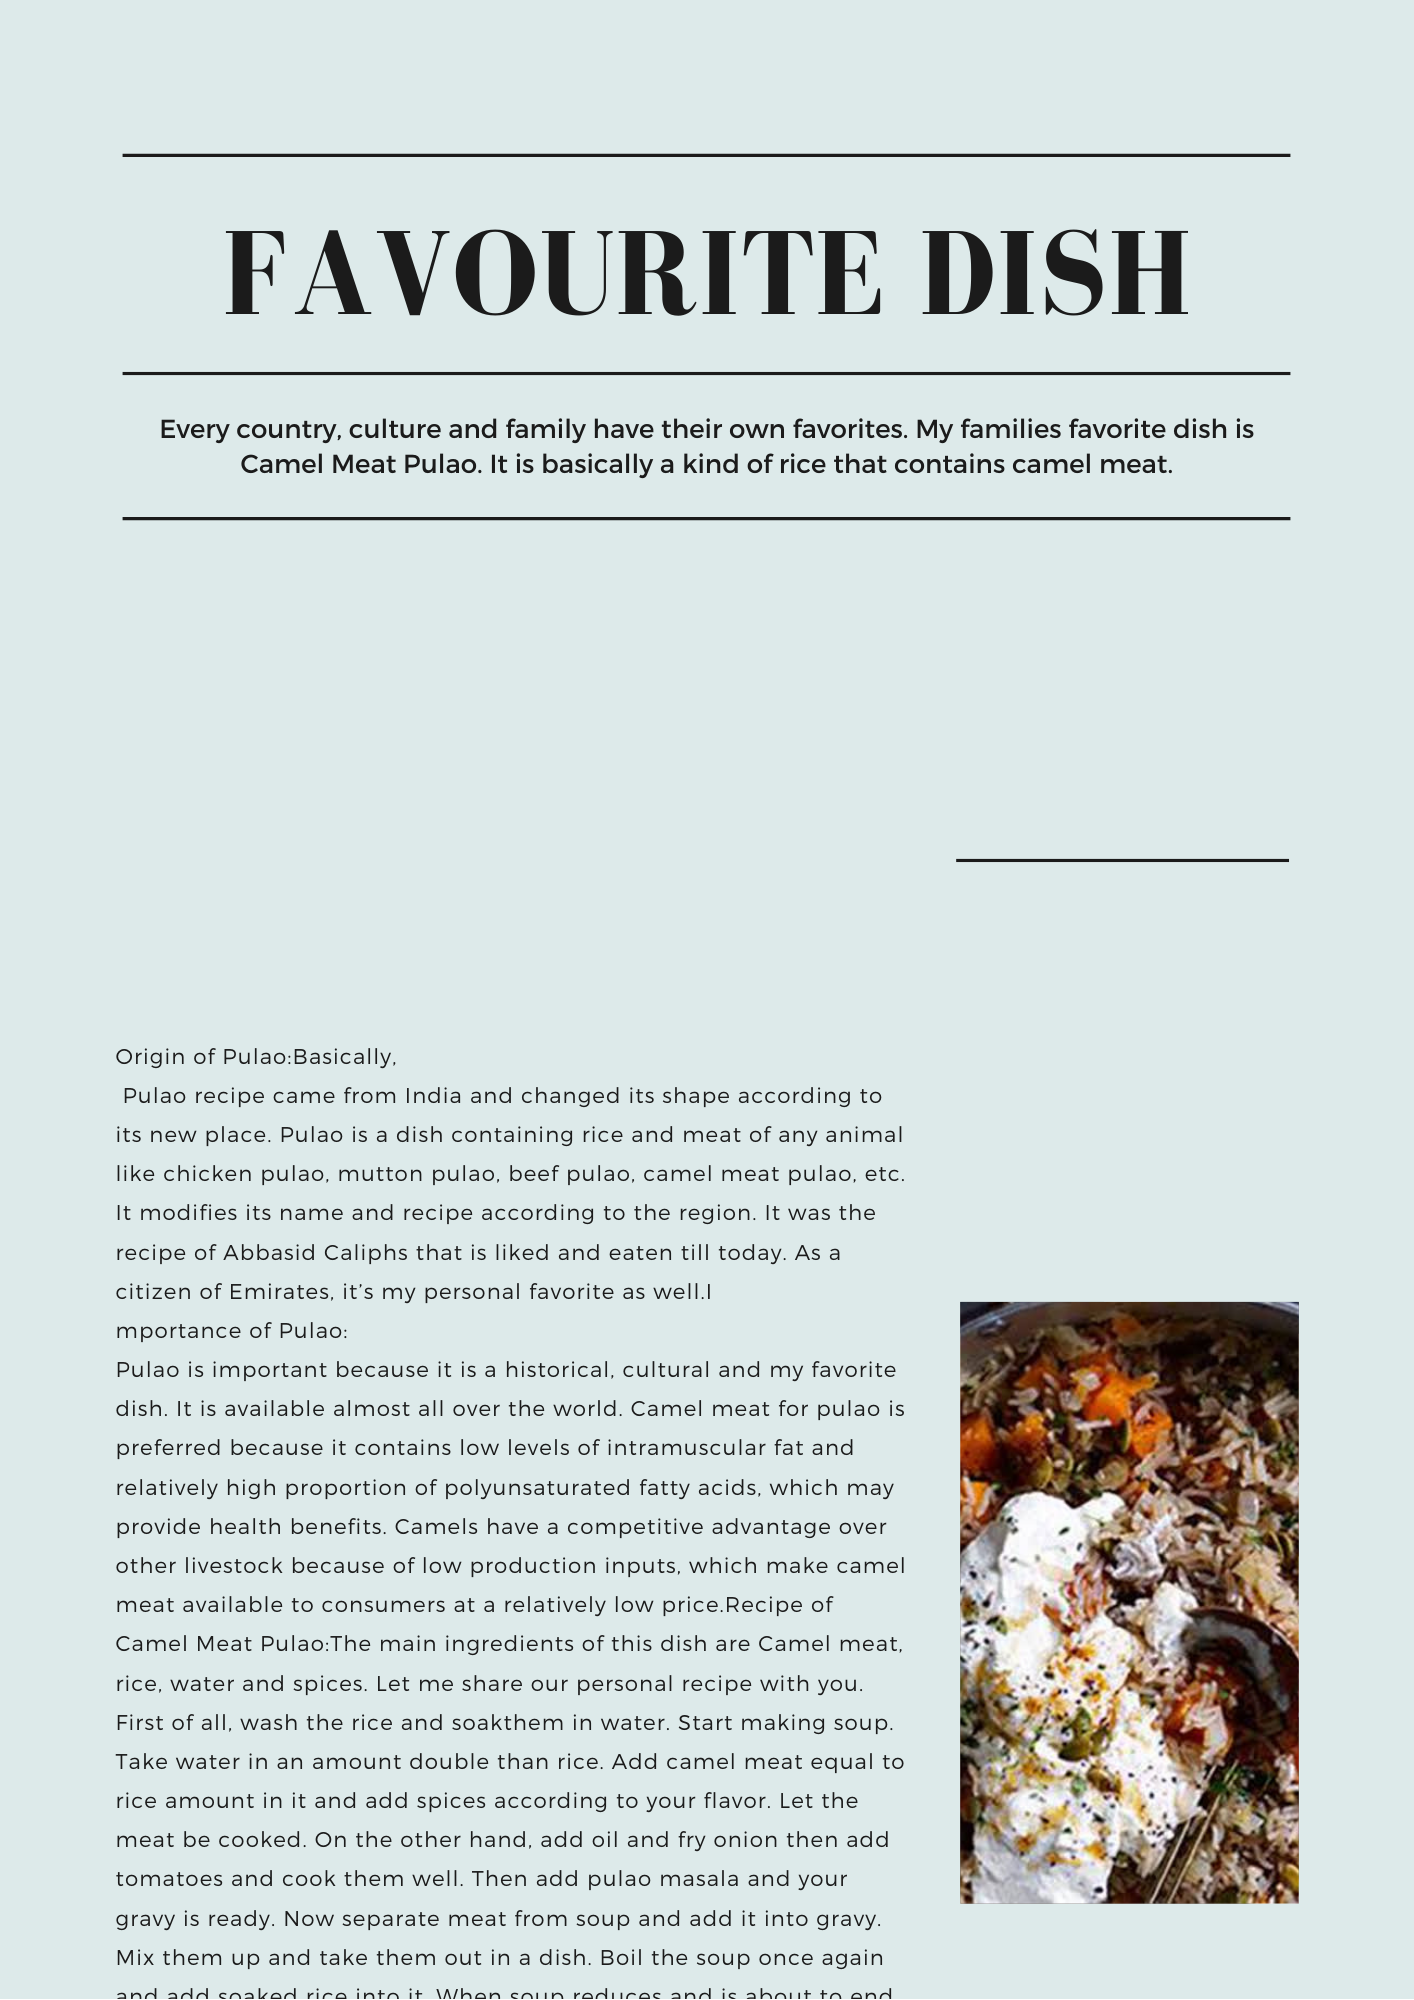 FAVOURITE DISH
Every country, culture and family have their own favorites. My families favorite dish is
Camel Meat Pulao. It is basically a kind of rice that contains camel meat.
Origin of Pulao:Basically,
Pulao recipe came from India and changed its shape according to
its new place. Pulao is a dish containing rice and meat of any animal
like chicken pulao, mutton pulao, beef pulao, camel meat pulao, etc.
It modifies its name and recipe according to the region. It was the
recipe of Abbasid Caliphs that is liked and eaten till today. As a
citizen of Emirates, it’s my personal favorite as well.I
mportance of Pulao:
Pulao is important because it is a historical, cultural and my favorite
dish. It is available almost all over the world. Camel meat for pulao is
preferred because it contains low levels of intramuscular fat and
relatively high proportion of polyunsaturated fatty acids, which may
provide health benefits. Camels have a competitive advantage over
other livestock because of low production inputs, which make camel
meat available to consumers at a relatively low price.Recipe of
Camel Meat Pulao:The main ingredients of this dish are Camel meat,
rice, water and spices. Let me share our personal recipe with you.
First of all, wash the rice and soakthem in water. Start making soup.
Take water in an amount double than rice. Add camel meat equal to
rice amount in it and add spices according to your flavor. Let the
meat be cooked. On the other hand, add oil and fry onion then add
tomatoes and cook them well. Then add pulao masala and your
gravy is ready. Now separate meat from soup and add it into gravy.
Mix them up and take them out in a dish. Boil the soup once again
and add soaked rice into it. When soup reduces and is about to end